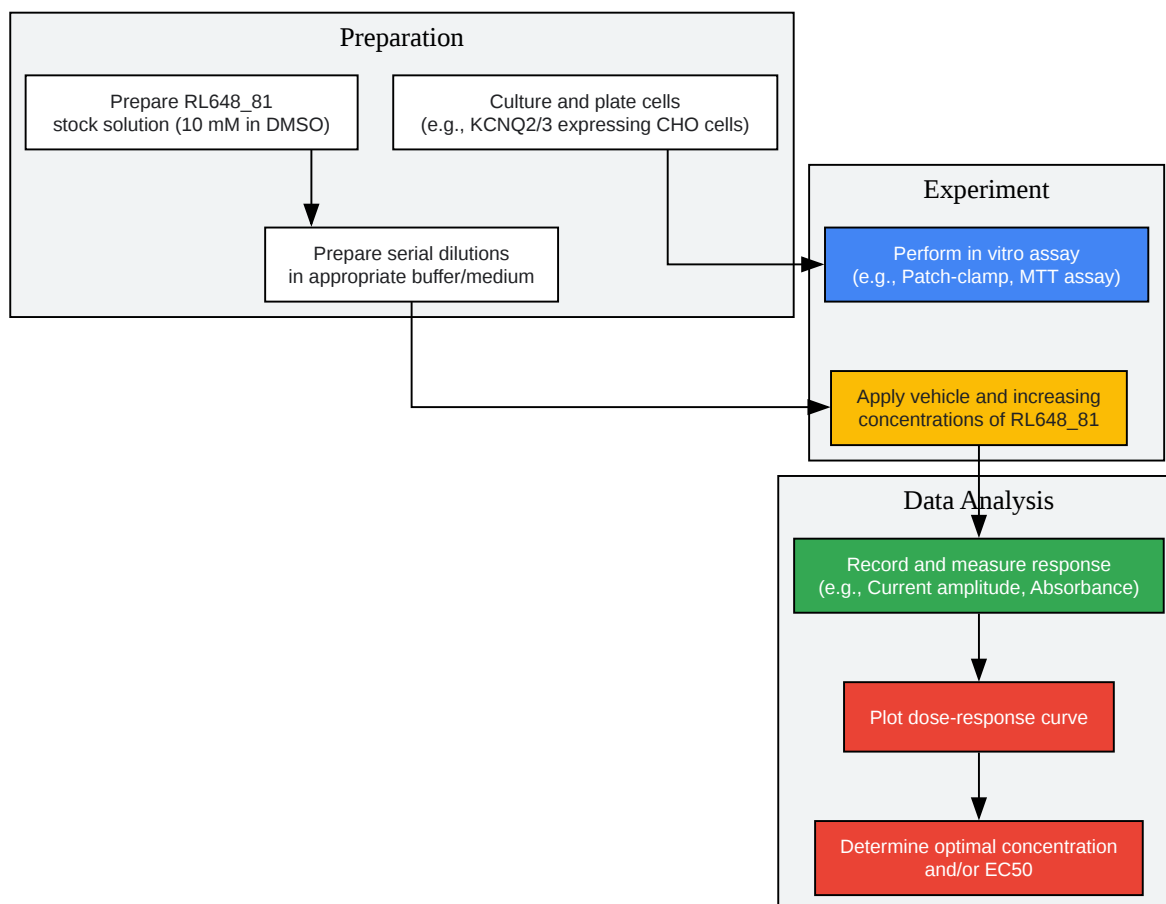 Preparation
Prepare RL648_81
stock solution (10 mM in DMSO)
Culture and plate cells
(e.g., KCNQ2/3 expressing CHO cells)
Prepare serial dilutions
in appropriate buffer/medium
Experiment
Perform in vitro assay
(e.g., Patch-clamp, MTT assay)
Apply vehicle and increasing
concentrations of RL648_81
Data Analysis
Record and measure response
(e.g., Current amplitude, Absorbance)
Plot dose-response curve
Determine optimal concentration
and/or EC50